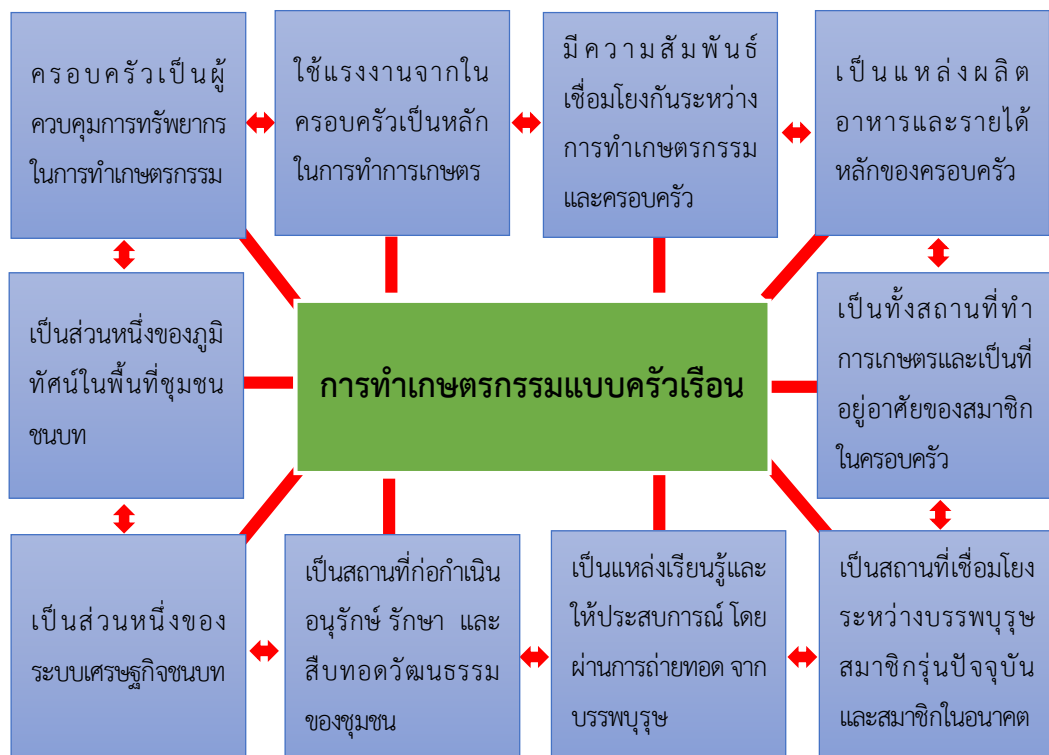 ครอบครัวเป็นผู้
ควบคุมการทรัพยากร
ในการทำเกษตรกรรม
ใช้แรงงานจากใน
ครอบครัวเป็นหลัก
ในการทำการเกษตร
มีความสัมพันธ์
เชื่อมโยงกันระหว่าง
การทำเกษตรกรรม
และครอบครัว
เป็นแหล่งผลิต
อาหารและรายได้
หลักของครอบครัว
เป็นส่วนหนึ่งของภูมิ
ทัศน์ในพื้นที่ชุมชน
ชนบท
การทำเกษตรกรรมแบบครัวเรือน
เป็นทั้งสถานที่ทำ
การเกษตรและเป็นที่
อยู่อาศัยของสมาชิก
ในครอบครัว
เป็นส่วนหนึ่งของ
ระบบเศรษฐกิจชนบท
เป็นสถานที่ก่อกำเนิน
อนุรักษ์ รักษา และ
สืบทอดวัฒนธรรม
ของชุมชน
เป็นแหล่งเรียนรู้และ
ให้ประสบการณ์ โดย
ผ่านการถ่ายทอด จาก
บรรพบุรุษ
เป็นสถานที่เชื่อมโยง
ระหว่างบรรพบุรุษ
สมาชิกรุ่นปัจจุบัน
และสมาชิกในอนาคต